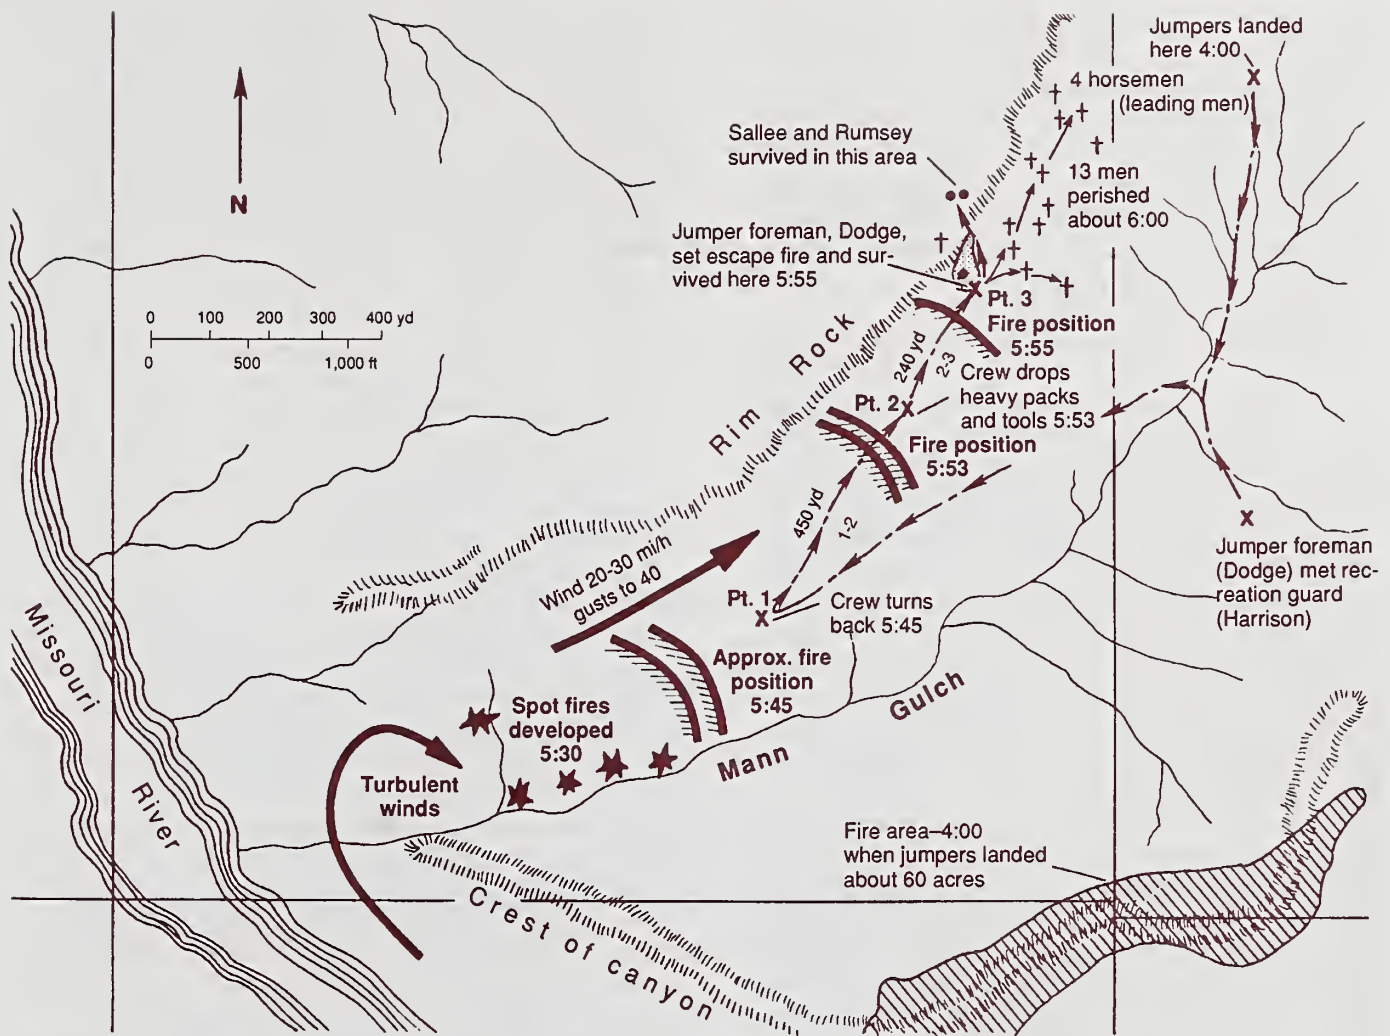 Jumpers landed
here 4:00
X
4 horsemen
(leading men)
Sallee and Rumsey
survived in this area
13 men
perished
about 6:00
N
Jumper foreman, Dodge,
set escape fire and sur-
vived here 5:55
X
Pt. 3
Fire position
5:55
0 100 200 300 400 yd
0 500 1,000 ft
Rim Rock
240 yd
2-3
Crew drops
heavy packs
and tools 5:53
Pt. 2 X
Fire position
5:53
450 yd
1-2
X
Jumper foreman
(Dodge) met rec-
reation guard
(Harrison)
Wind 20-30 mi/h
gusts to 40
Pt. 1
X
Crew turns
back 5:45
Approx. fire
position
5:45
Missouri River
Spot fires
developed
5:30
Mann Gulch
Turbulent
winds
Fire area–4:00
when jumpers landed
about 60 acres
Crest of canyon